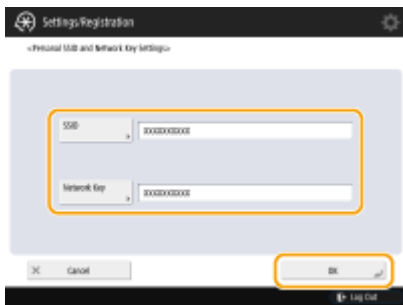 Settings/Registration
<Personal SSID and Network Key Settings>
SSID
XXXXXXXXXX
Network Key
XXXXXXXXXX
Cancel
OK
Log Out